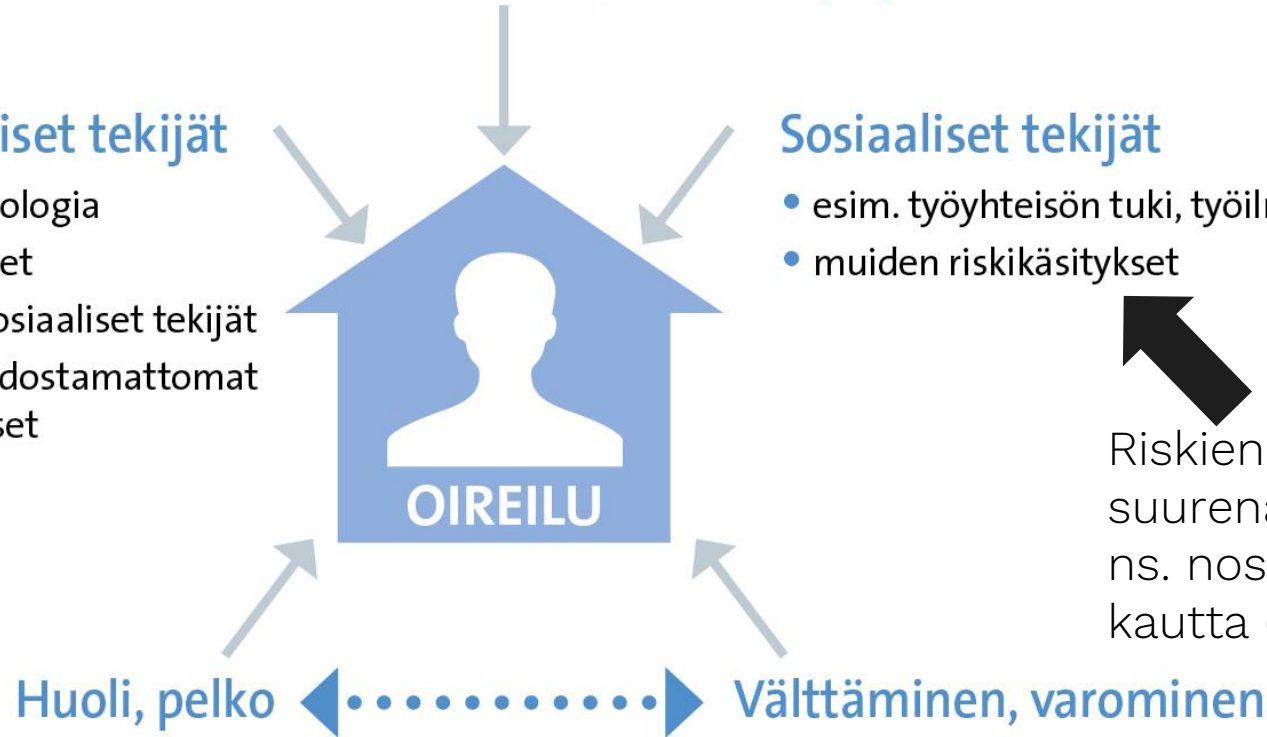 iset tekijät
ologia
et
osiaaliset tekijät
dostamattomat
set
Sosiaaliset tekijät
• esim. työyhteisön tuki, työil
• muiden riskikäsitykset
OIREILU
Riskien
suuren
ns. nos
kautta
Huoli, pelko
Välttäminen, varominen